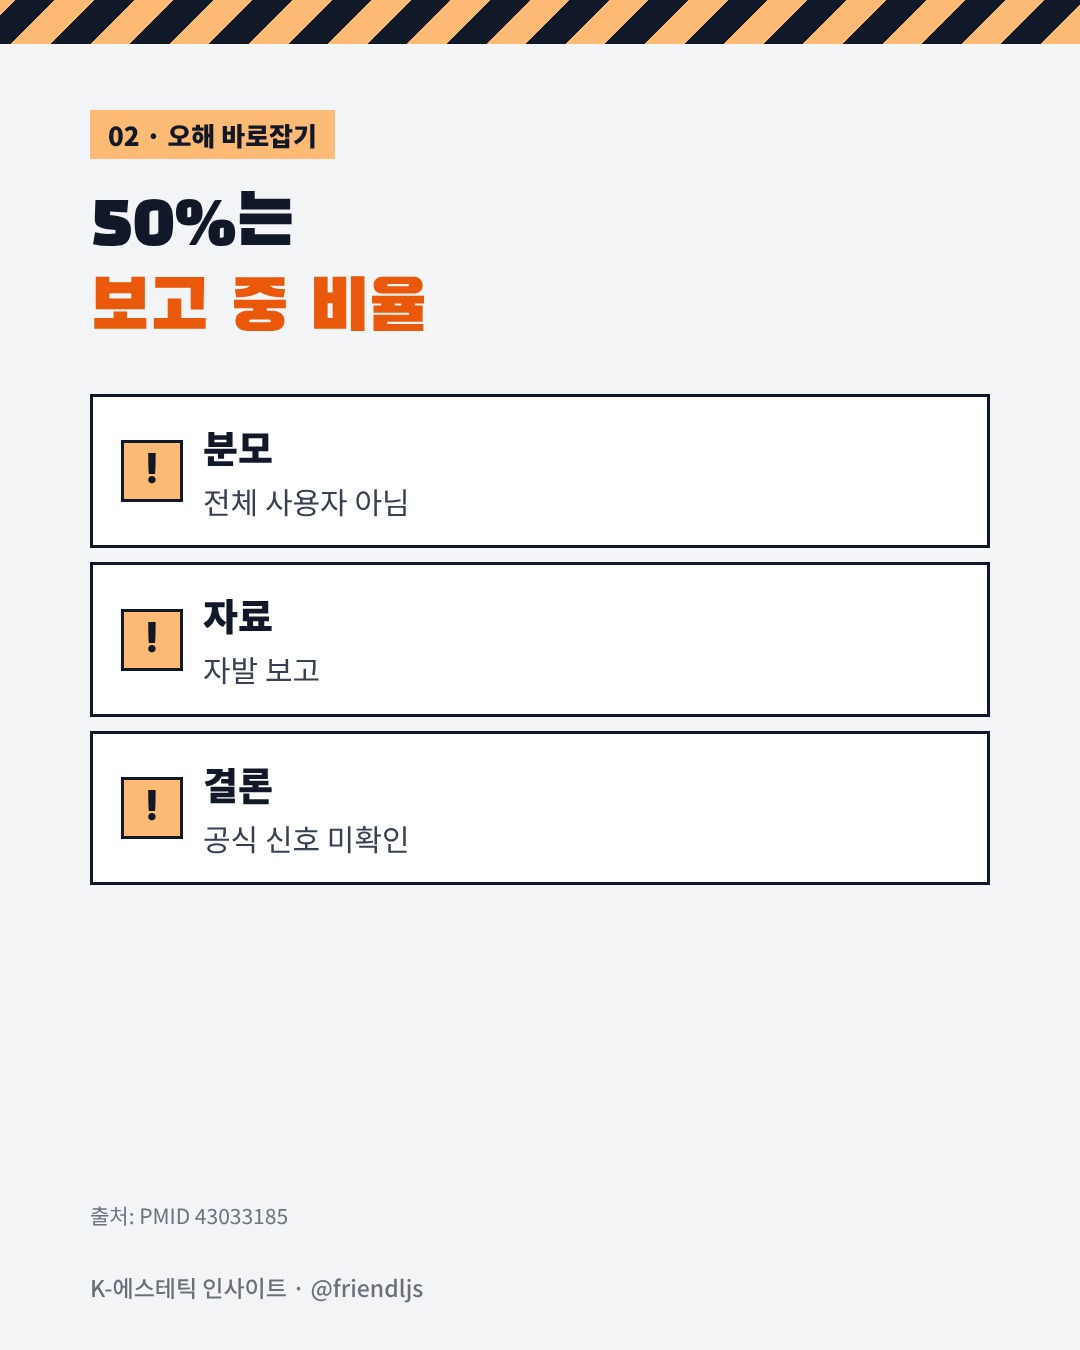 02 · 오해 바로잡기
50%는
보고 중 비율
!
분모
전체 사용자 아님
!
자료
자발 보고
!
결론
공식 신호 미확인
출처: PMID 43033185
K-에스테틱 인사이트 · @friendljs